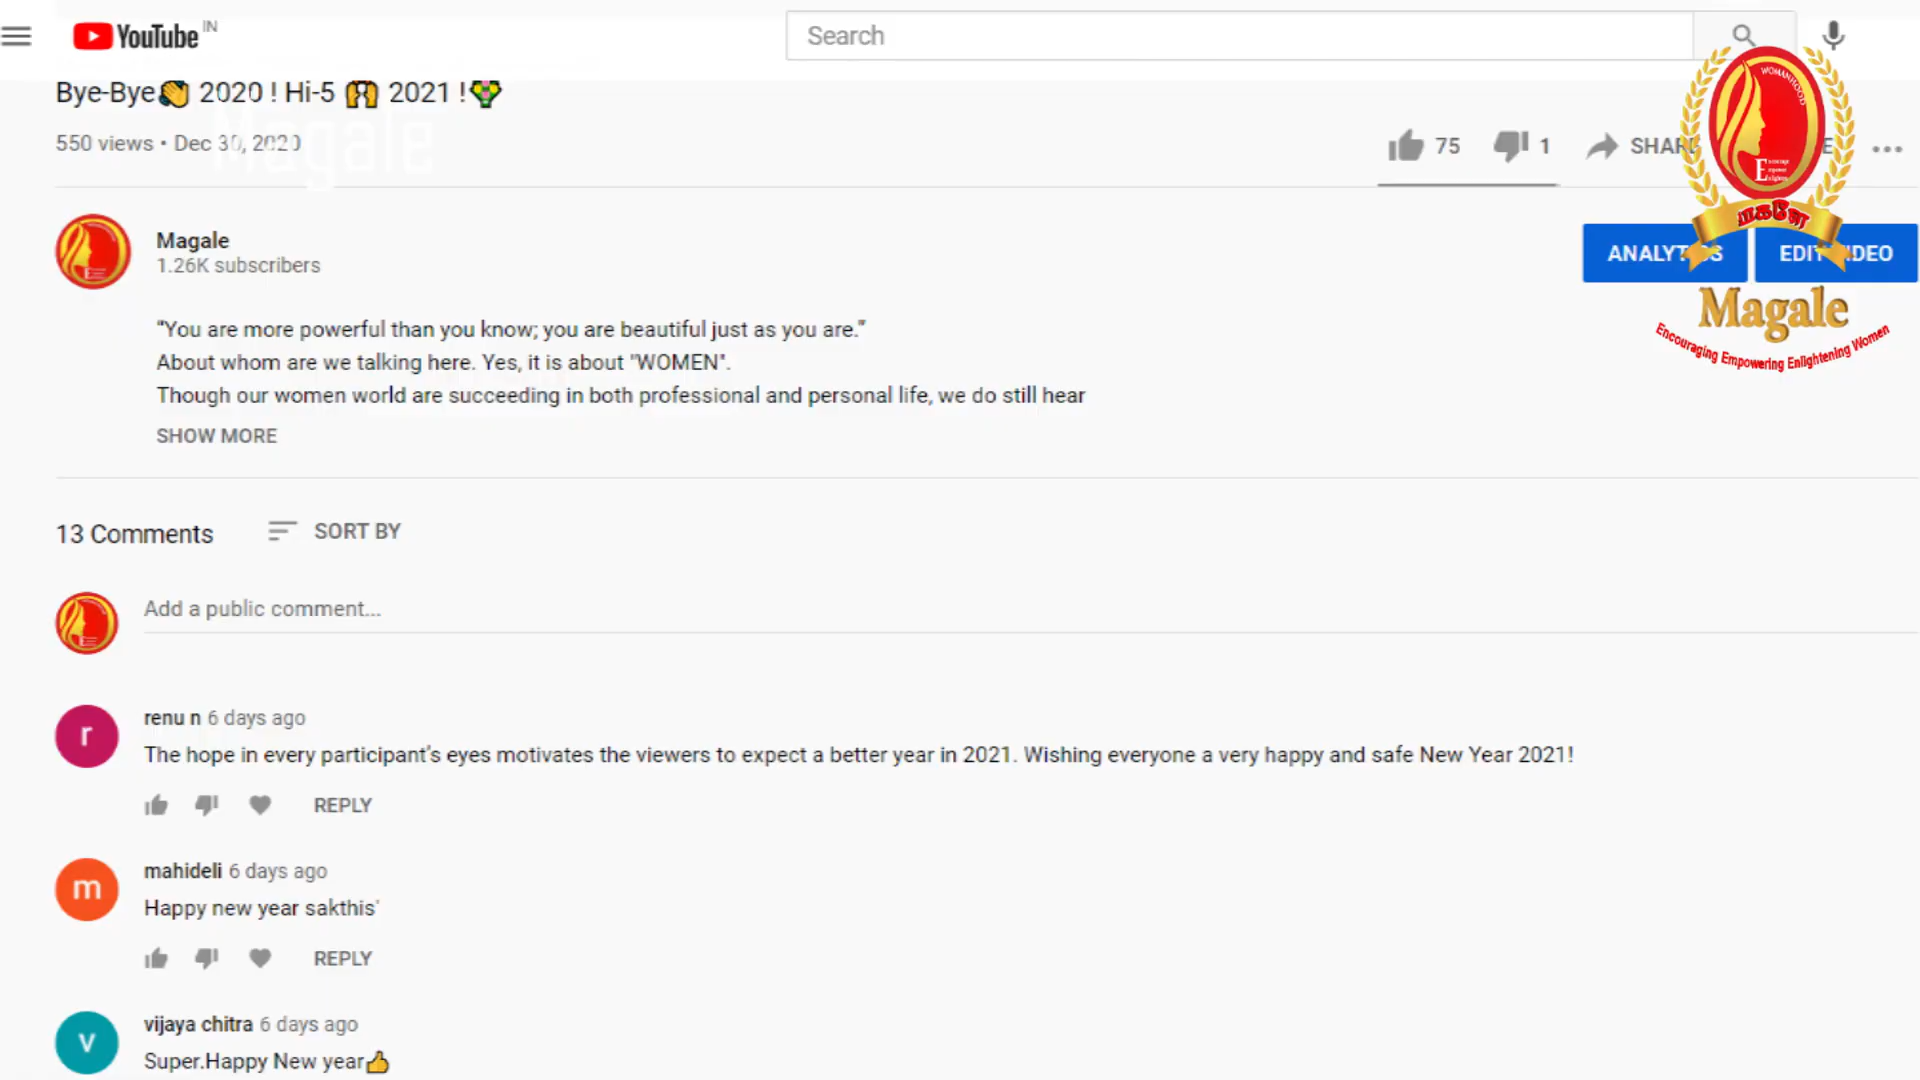 YouTube IN
Search
Bye-Bye👏 2020 ! Hi-5 🙌 2021 !💐
Magale
550 views • Dec 30, 2020
75
1
SHARE
WOMANHOOD
மகளே
Magale
Encouraging Empowering Enlightening Women
Magale
1.26K subscribers
ANALYTICS
EDIT VIDEO
“You are more powerful than you know; you are beautiful just as you are.”
About whom are we talking here. Yes, it is about "WOMEN".
Though our women world are succeeding in both professional and personal life, we do still hear
SHOW MORE
13 Comments
SORT BY
Add a public comment...
r
renu n 6 days ago
The hope in every participant's eyes motivates the viewers to expect a better year in 2021. Wishing everyone a very happy and safe New Year 2021!
REPLY
m
mahideli 6 days ago
Happy new year sakthis'
REPLY
v
vijaya chitra 6 days ago
Super.Happy New year👍